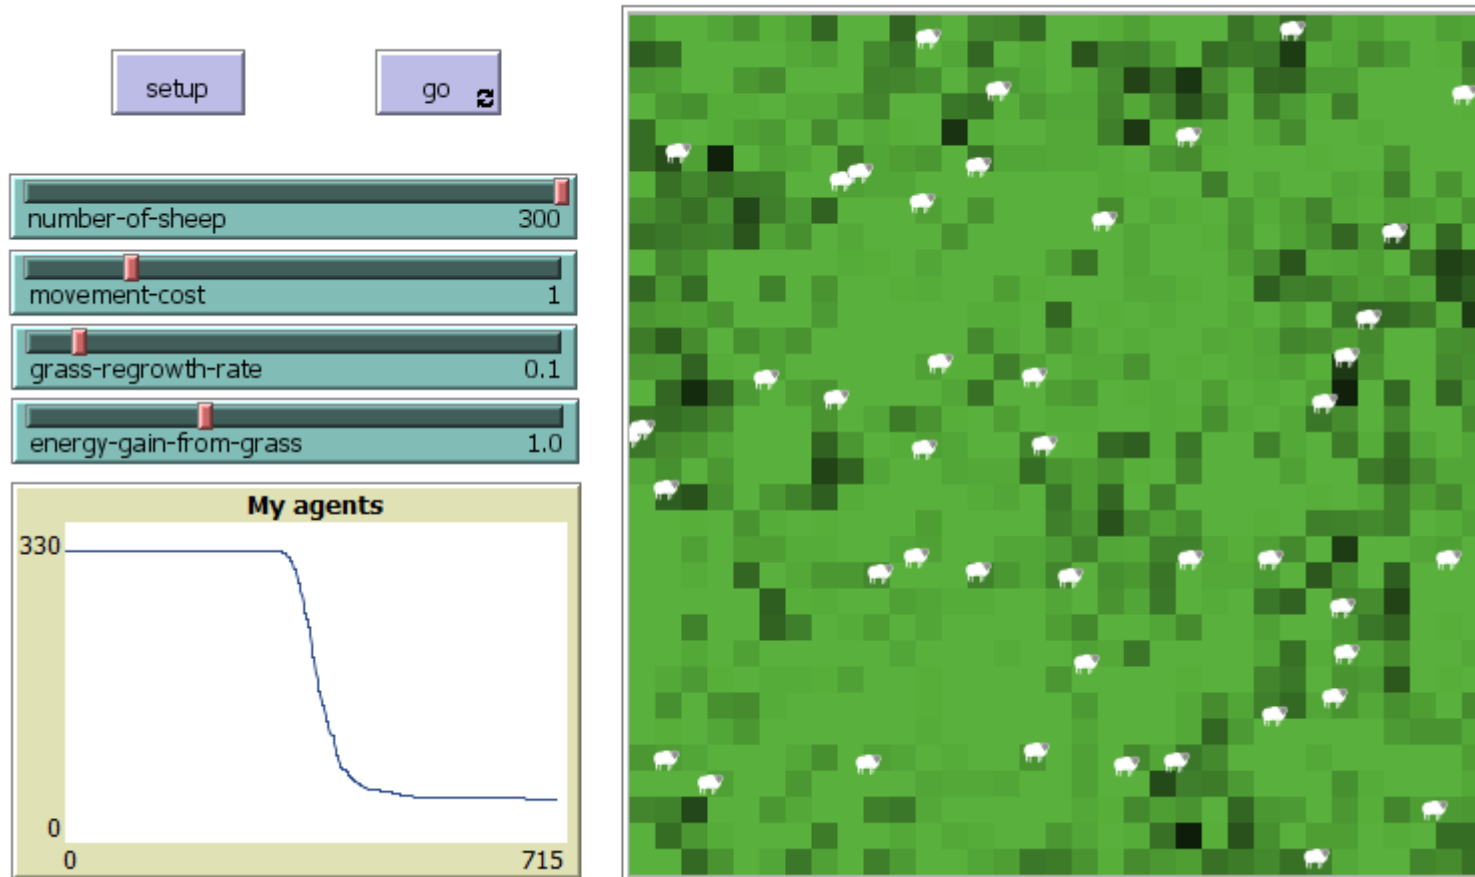 setup
go
number-of-sheep 300
movement-cost 1
grass-regrowth-rate 0.1
energy-gain-from-grass 1.0
My agents
330
0
0 715